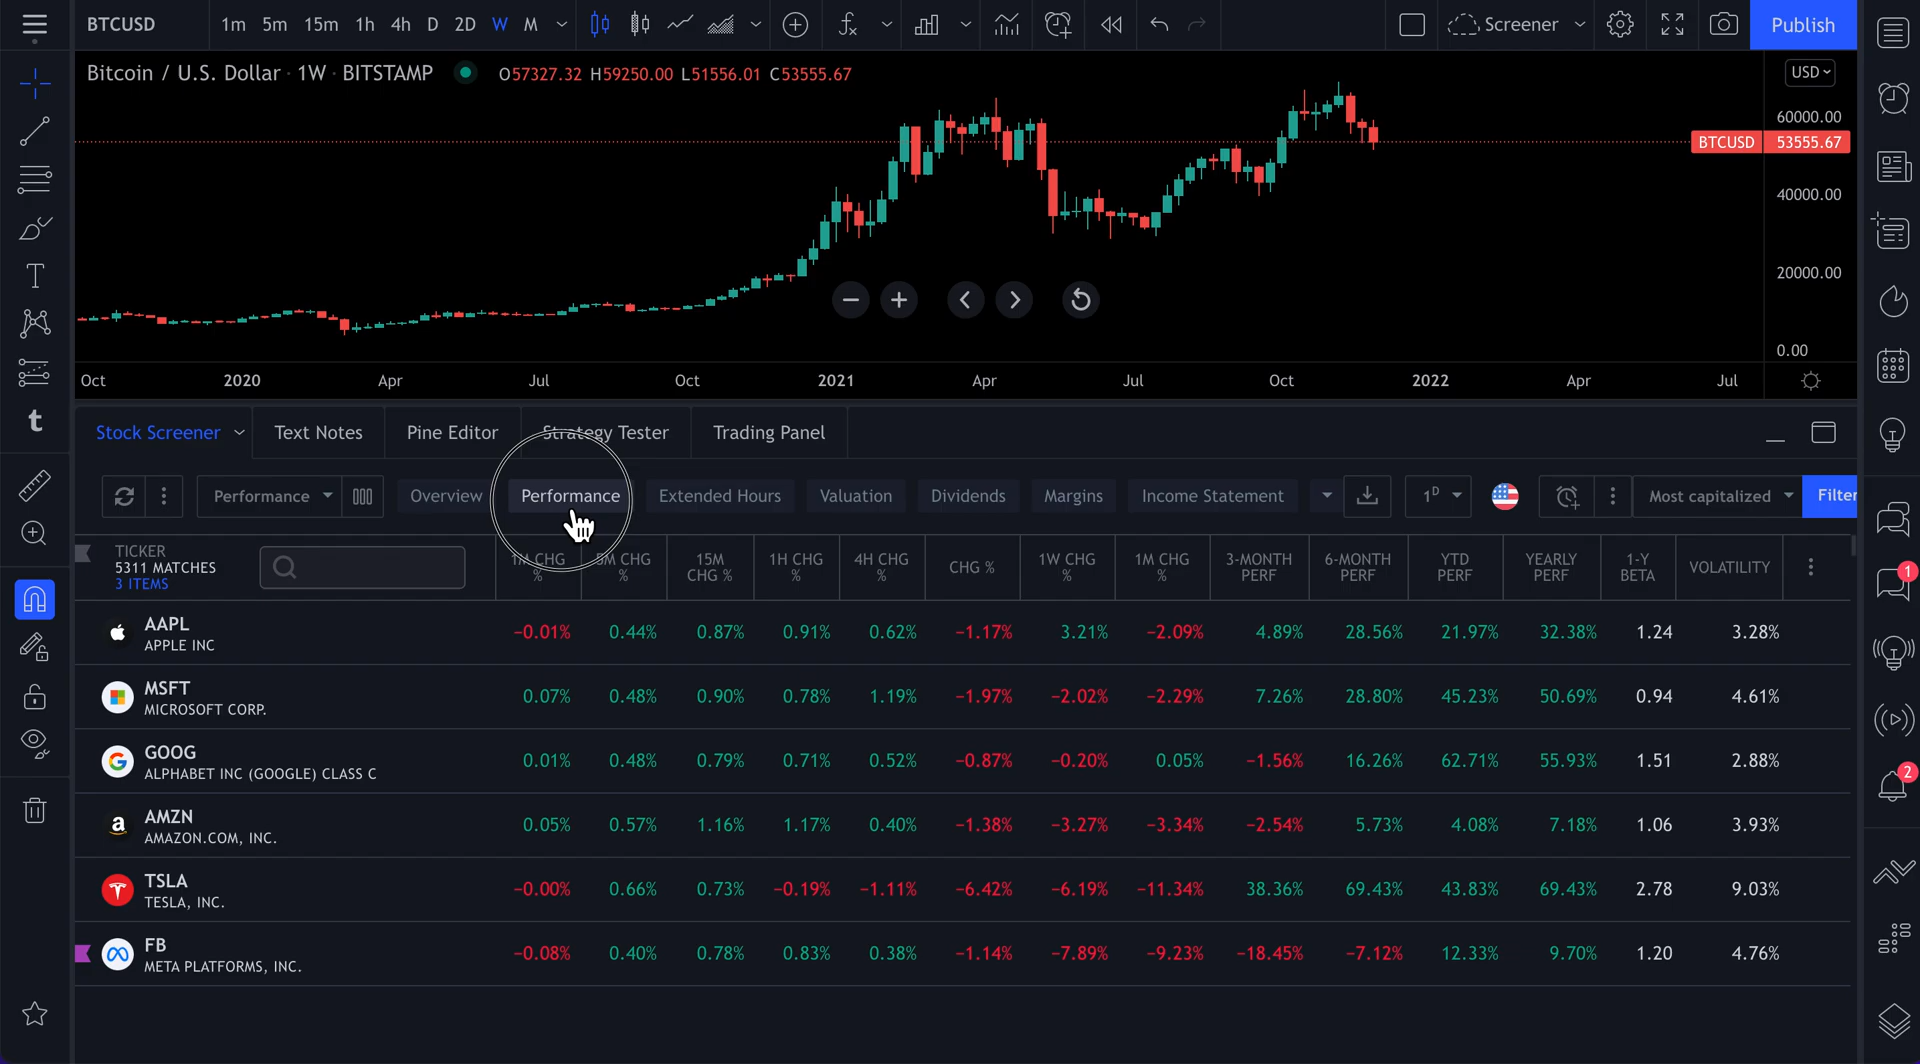 BTCUSD 1m 5m 15m 1h 4h D 2D W M Screener Publish
Bitcoin / U.S. Dollar · 1W · BITSTAMP O57327.32 H59250.00 L51556.01 C53555.67 USD
60000.00
BTCUSD 53555.67
40000.00
20000.00
0.00
Oct 2020 Apr Jul Oct 2021 Apr Jul Oct 2022 Apr Jul
Stock Screener Text Notes Pine Editor Strategy Tester Trading Panel
Performance Overview Performance Extended Hours Valuation Dividends Margins Income Statement 1D Most capitalized Filter
TICKER
5311 MATCHES
3 ITEMS
1M CHG %
5M CHG %
15M CHG %
1H CHG %
4H CHG %
CHG %
1W CHG %
1M CHG %
3-MONTH PERF
6-MONTH PERF
YTD PERF
YEARLY PERF
1-Y BETA
VOLATILITY
AAPL −0.01% 0.44% 0.87% 0.91% 0.62% −1.17% 3.21% −2.09% 4.89% 28.56% 21.97% 32.38% 1.24 3.28%
APPLE INC
MSFT 0.07% 0.48% 0.90% 0.78% 1.19% −1.97% −2.02% −2.29% 7.26% 28.80% 45.23% 50.69% 0.94 4.61%
MICROSOFT CORP.
GOOG 0.01% 0.48% 0.79% 0.71% 0.52% −0.87% −0.20% 0.05% −1.56% 16.26% 62.71% 55.93% 1.51 2.88%
ALPHABET INC (GOOGLE) CLASS C
AMZN 0.05% 0.57% 1.16% 1.17% 0.40% −1.38% −3.27% −3.34% −2.54% 5.73% 4.08% 7.18% 1.06 3.93%
AMAZON.COM, INC.
TSLA −0.00% 0.66% 0.73% −0.19% −1.11% −6.42% −6.19% −11.34% 38.36% 69.43% 43.83% 69.43% 2.78 9.03%
TESLA, INC.
FB −0.08% 0.40% 0.78% 0.83% 0.38% −1.14% −7.89% −9.23% −18.45% −7.12% 12.33% 9.70% 1.20 4.76%
META PLATFORMS, INC.
1
2